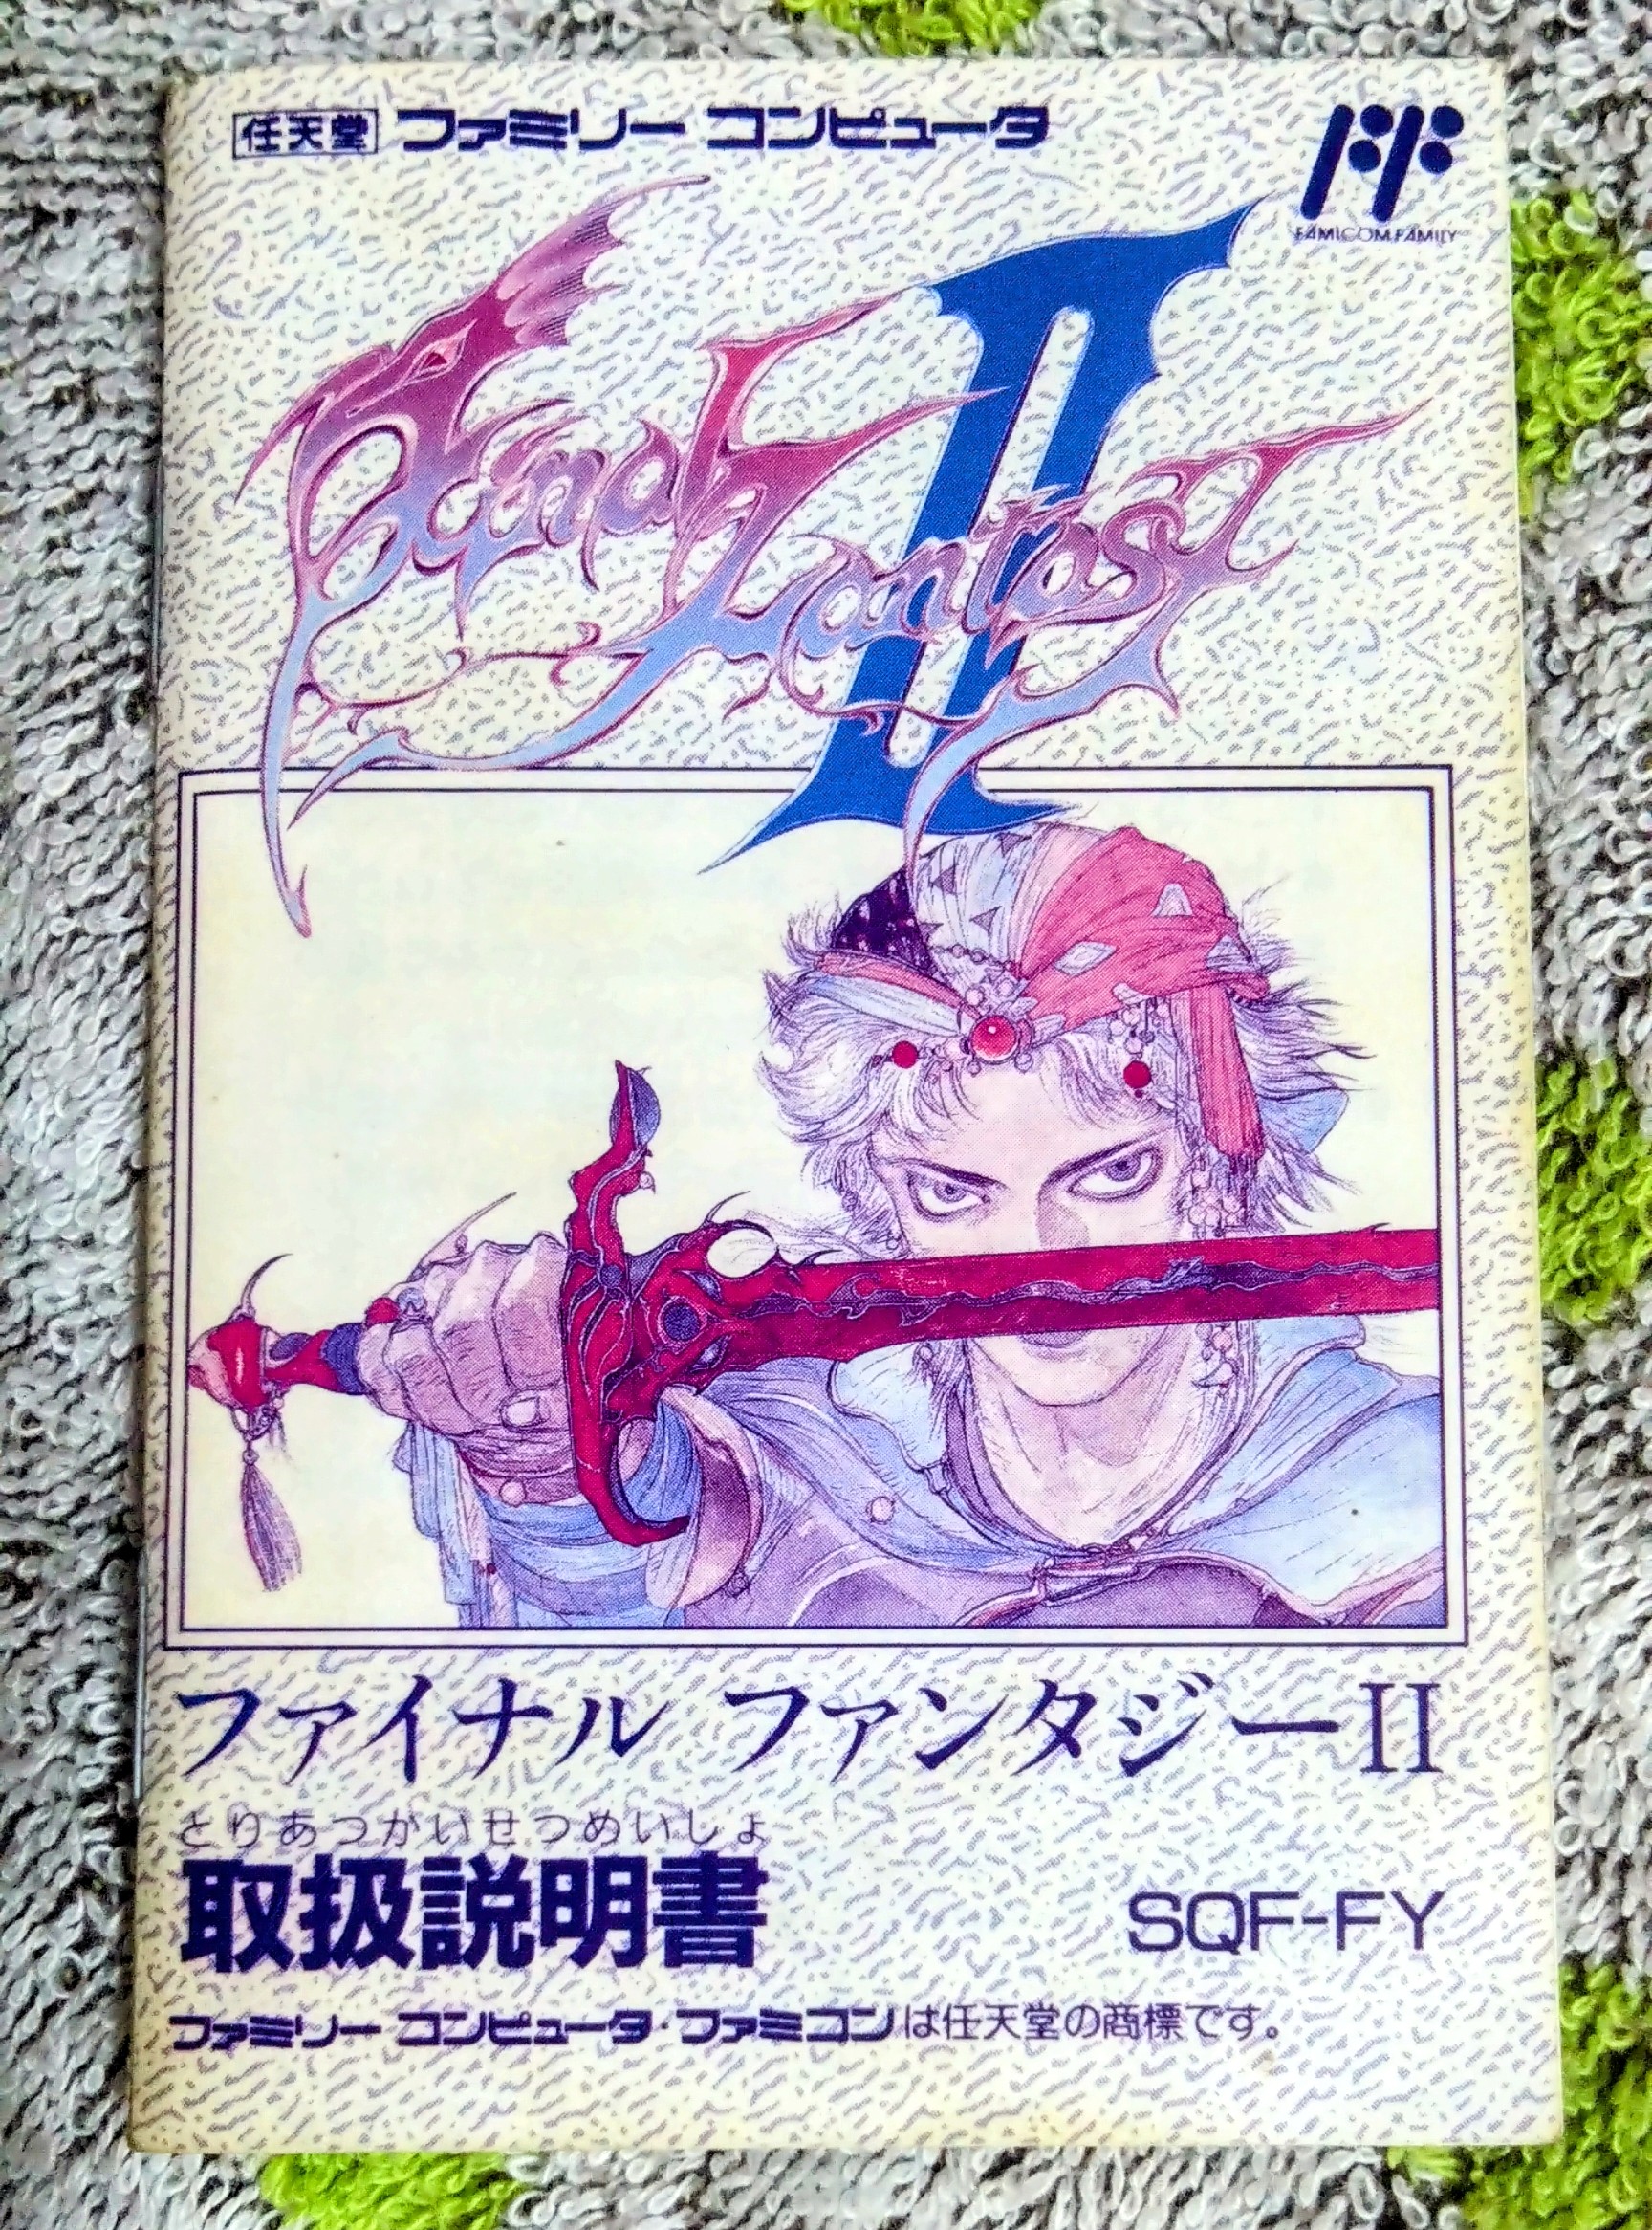 任天堂 ファミリー コンピュータ
FF
FAMICOM FAMILY
Final Fantasy II
ファイナル ファンタジーII
とりあつかいせつめいしょ
取扱説明書
SQF-FY
ファミリー コンピュータ・ファミコンは任天堂の商標です。